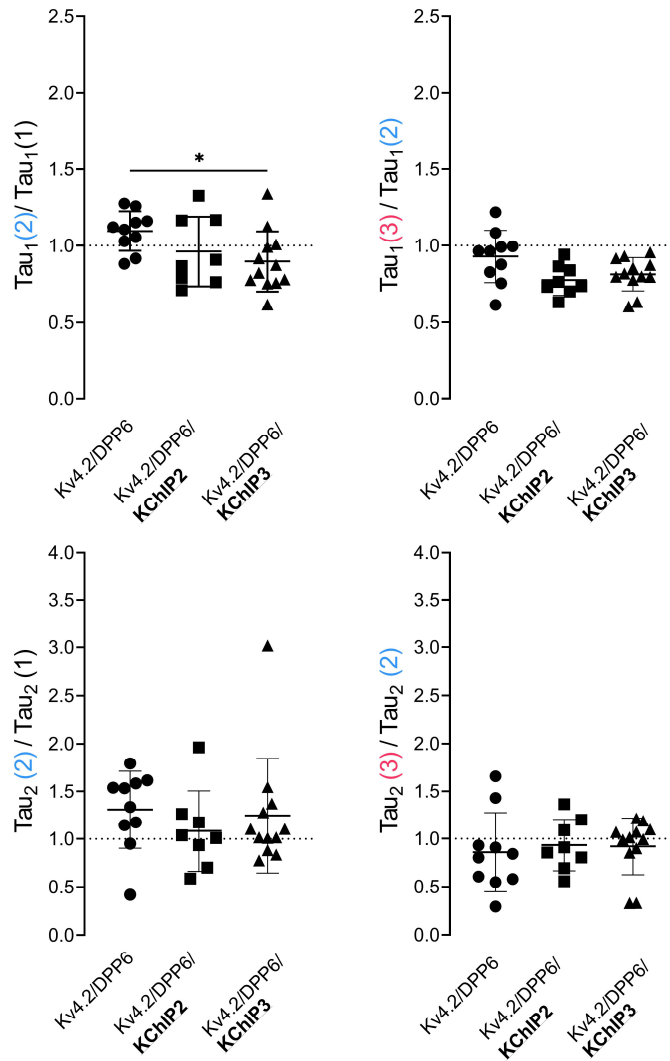 2.5
2.0
1.5
1.0
0.5
0.0
Tau1(2)/ Tau1(1)
*
Kv4.2/DPP6
Kv4.2/DPP6/
KChIP2
Kv4.2/DPP6/
KChIP3
2.5
2.0
1.5
1.0
0.5
0.0
Tau1(3) / Tau1(2)
Kv4.2/DPP6
Kv4.2/DPP6/
KChIP2
Kv4.2/DPP6/
KChIP3
4.0
3.5
3.0
2.5
2.0
1.5
1.0
0.5
0.0
Tau2 (2) / Tau2 (1)
Kv4.2/DPP6
Kv4.2/DPP6/
KChIP2
Kv4.2/DPP6/
KChIP3
4.0
3.5
3.0
2.5
2.0
1.5
1.0
0.5
0.0
Tau2 (3) / Tau2 (2)
Kv4.2/DPP6
Kv4.2/DPP6/
KChIP2
Kv4.2/DPP6/
KChIP3